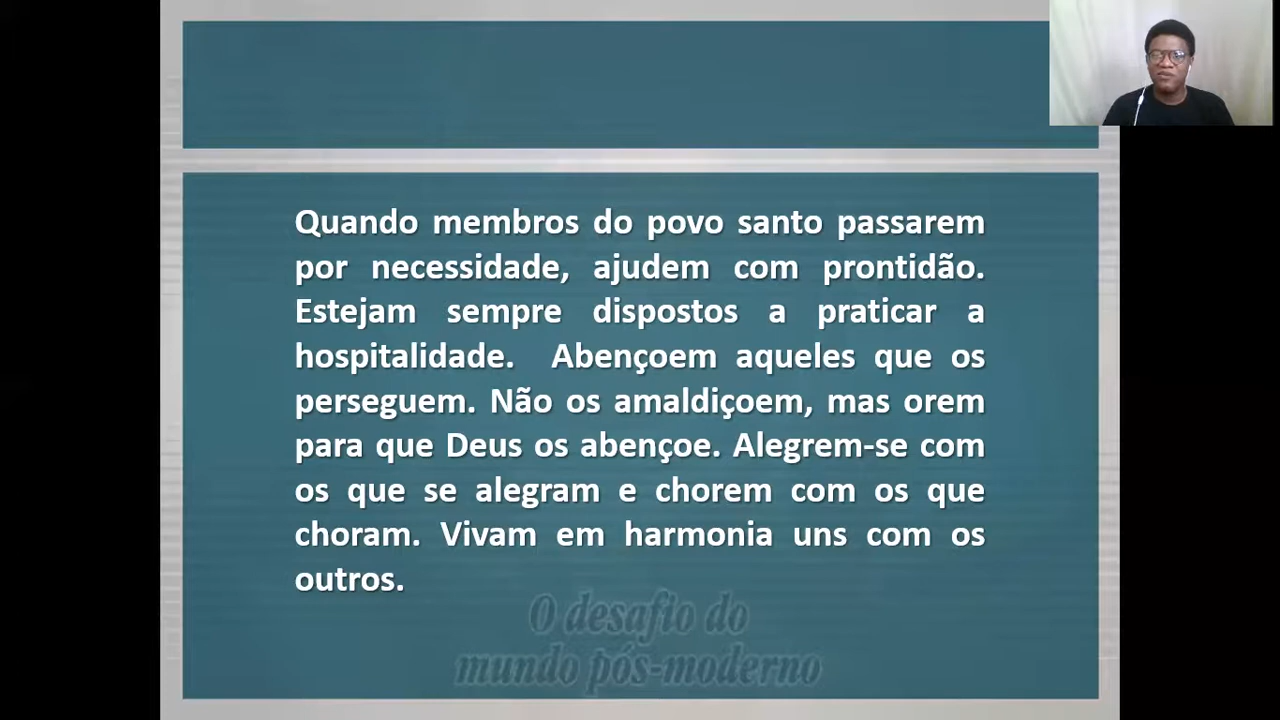 Quando membros do povo santo passarem
por necessidade, ajudem com prontidão.
Estejam sempre dispostos a praticar a
hospitalidade. Abençoem aqueles que os
perseguem. Não os amaldiçoem, mas orem
para que Deus os abençoe. Alegrem-se com
os que se alegram e chorem com os que
choram. Vivam em harmonia uns com os
outros.
O desafio do
mundo pós-moderno